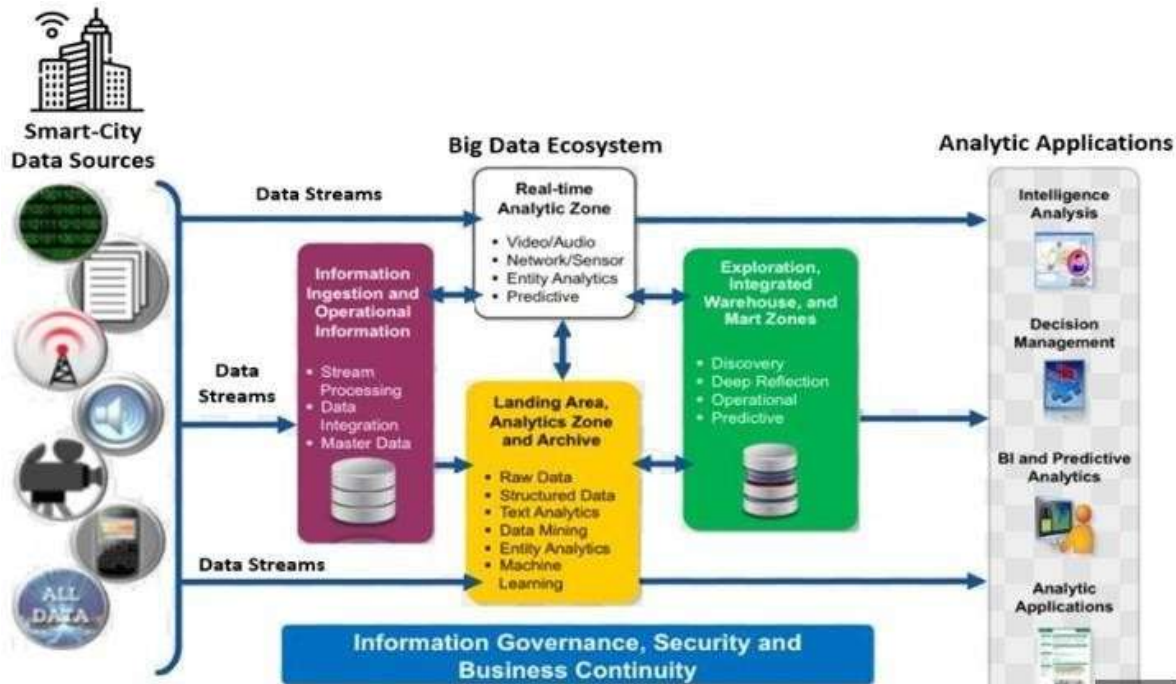 Smart-City
Data Sources
ALL
DATA
Data Streams
Data
Streams
Data Streams
Big Data Ecosystem
Real-time
Analytic Zone
• Video/Audio
• Network/Sensor
• Entity Analytics
• Predictive
Information
Ingestion and
Operational
Information
• Stream
Processing
• Data
Integration
• Master Data
Landing Area,
Analytics Zone
and Archive
• Raw Data
• Structured Data
• Text Analytics
• Data Mining
• Entity Analytics
• Machine
Learning
Exploration,
Integrated
Warehouse, and
Mart Zones
• Discovery
• Deep Reflection
• Operational
• Predictive
Information Governance, Security and
Business Continuity
Analytic Applications
Intelligence
Analysis
Decision
Management
BI and Predictive
Analytics
Analytic
Applications